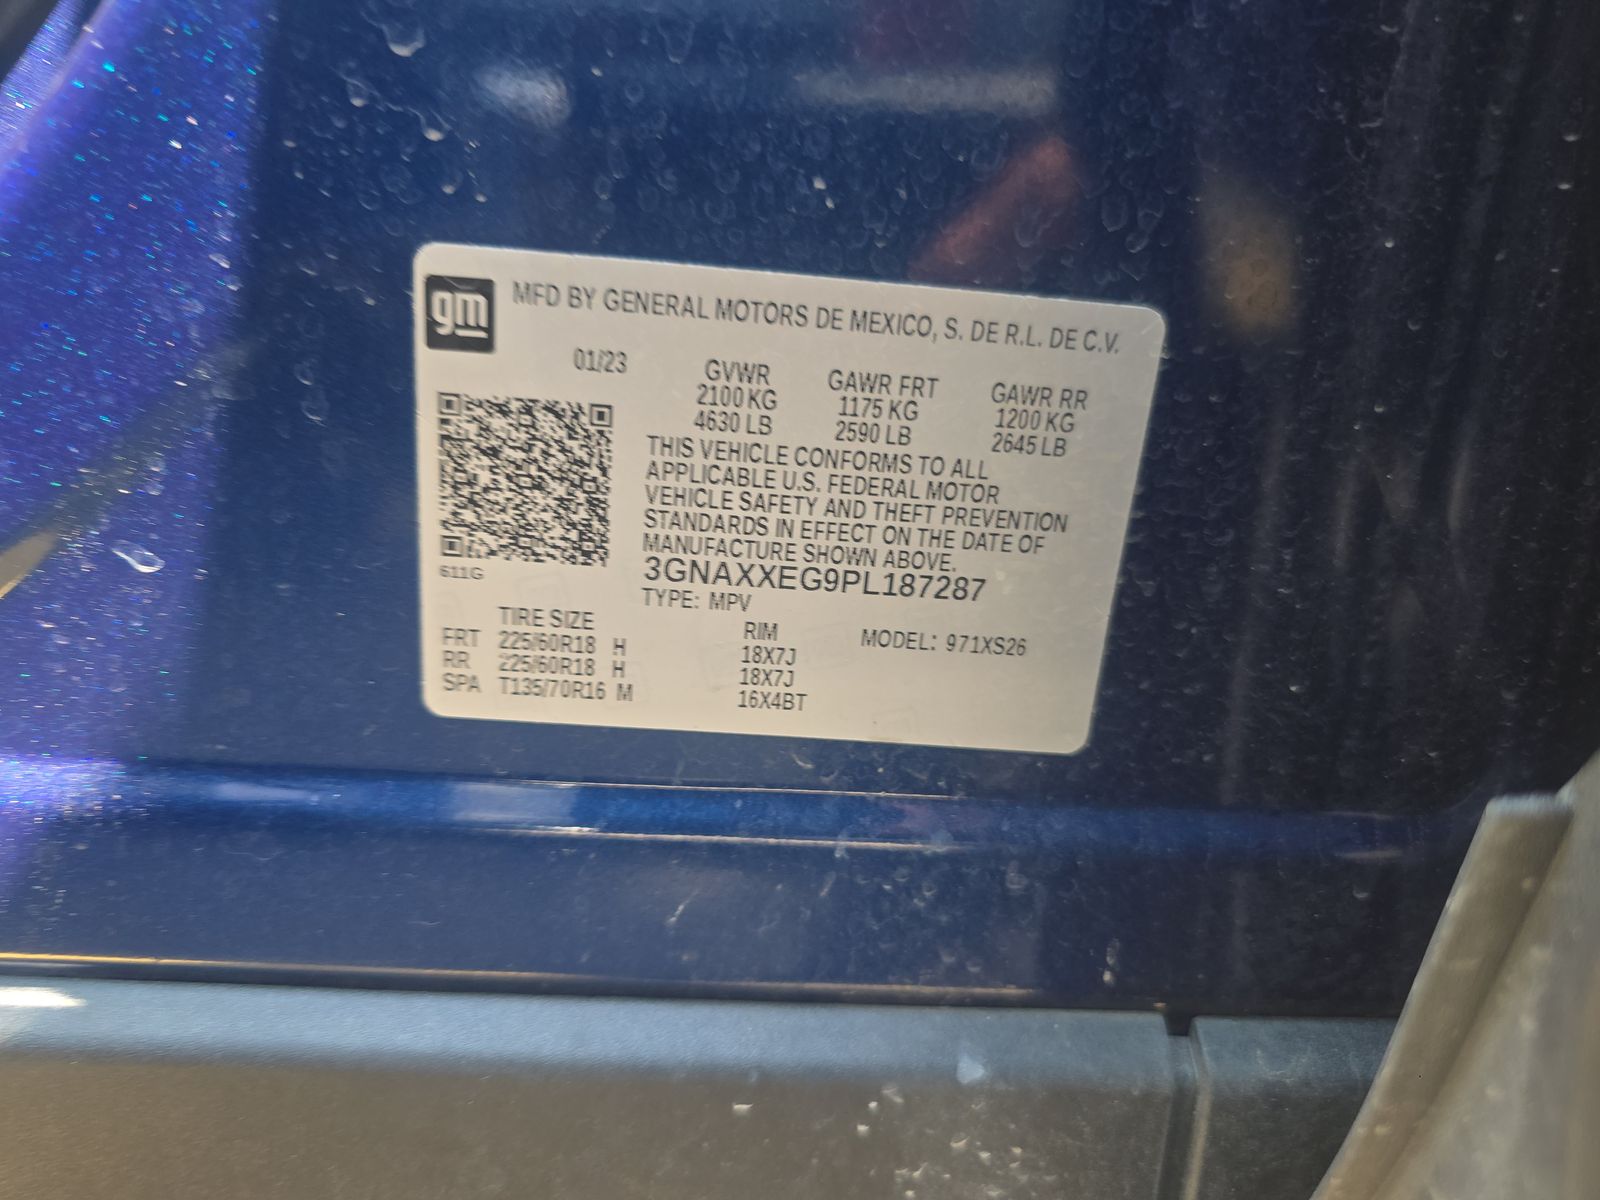 gm MFD BY GENERAL MOTORS DE MEXICO, S. DE R.L. DE C.V.
01/23 GVWR GAWR FRT GAWR RR
2100 KG 1175 KG 1200 KG
4630 LB 2590 LB 2645 LB
THIS VEHICLE CONFORMS TO ALL
APPLICABLE U.S. FEDERAL MOTOR
VEHICLE SAFETY AND THEFT PREVENTION
STANDARDS IN EFFECT ON THE DATE OF
MANUFACTURE SHOWN ABOVE.
611G 3GNAXXEG9PL187287
TYPE: MPV
TIRE SIZE RIM MODEL: 971XS26
FRT 225/60R18 H 18X7J
RR 225/60R18 H 18X7J
SPA T135/70R16 M 16X4BT